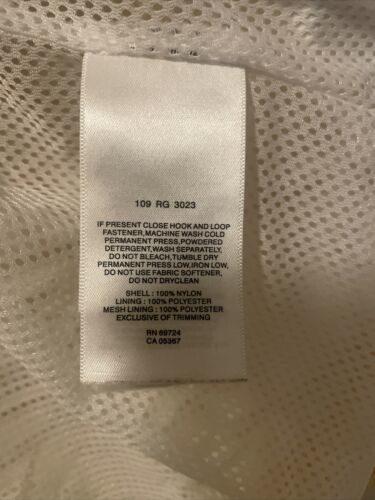 109 RG 3023
IF PRESENT CLOSE HOOK AND LOOP
FASTENER,MACHINE WASH COLD
PERMANENT PRESS,POWDERED
DETERGENT,WASH SEPARATELY,
DO NOT BLEACH,TUMBLE DRY
PERMANENT PRESS LOW,IRON LOW,
DO NOT USE FABRIC SOFTENER,
DO NOT DRYCLEAN
SHELL : 100% NYLON
LINING : 100% POLYESTER
MESH LINING : 100% POLYESTER
EXCLUSIVE OF TRIMMING
RN 69724
CA 05367